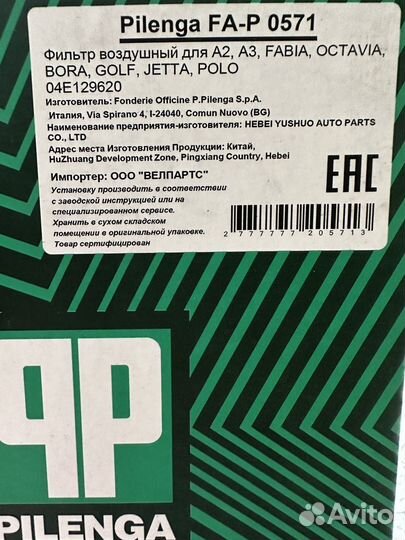 Pilenga FA-P 0571
Фильтр воздушный для A2, A3, FABIA, OCTAVIA,
BORA, GOLF, JETTA, POLO
04E129620
Изготовитель: Fonderie Officine P.Pilenga S.p.A.
Италия, Via Spirano 4, I-24040, Comun Nuovo (BG)
Наименование предприятия-изготовителя: HEBEI YUSHUO AUTO PARTS
CO., LTD
Адрес места Изготовления Продукции: Китай,
HuZhuang Development Zone, Pingxiang Country, Hebei
Импортер: ООО "ВЕЛПАРТС"
Установку производить в соответствии
с заводской инструкцией или на
специализированном сервисе.
Хранить в сухом складском
помещении в оригинальной упаковке.
Товар сертифицирован
EAC
2 777777 205713
PP
PILENGA
Avito